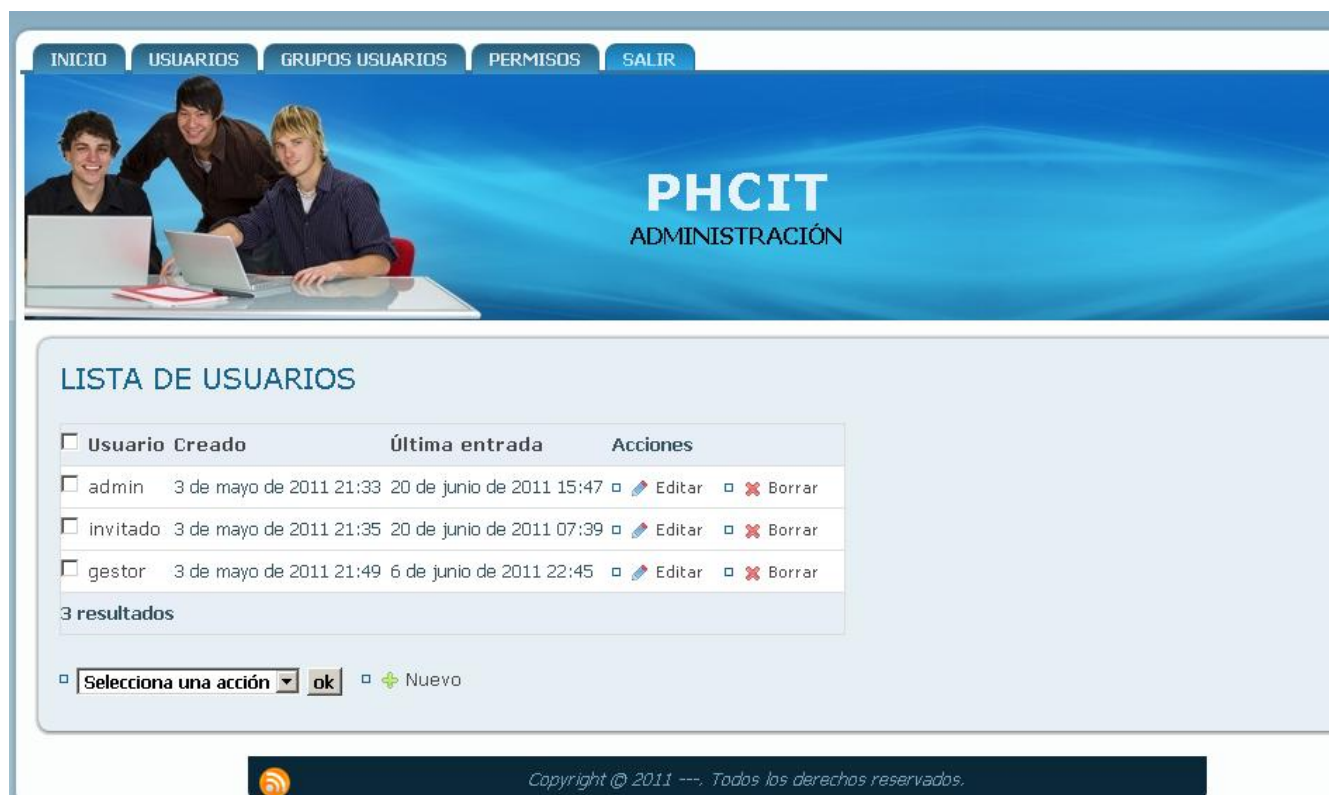 INICIO USUARIOS GRUPOS USUARIOS PERMISOS SALIR
PHCIT
ADMINISTRACIÓN
LISTA DE USUARIOS
Usuario Creado Última entrada Acciones
admin 3 de mayo de 2011 21:33 20 de junio de 2011 15:47 Editar Borrar
invitado 3 de mayo de 2011 21:35 20 de junio de 2011 07:39 Editar Borrar
gestor 3 de mayo de 2011 21:49 6 de junio de 2011 22:45 Editar Borrar
3 resultados
Selecciona una acción ok Nuevo
Copyright © 2011 ---. Todos los derechos reservados.